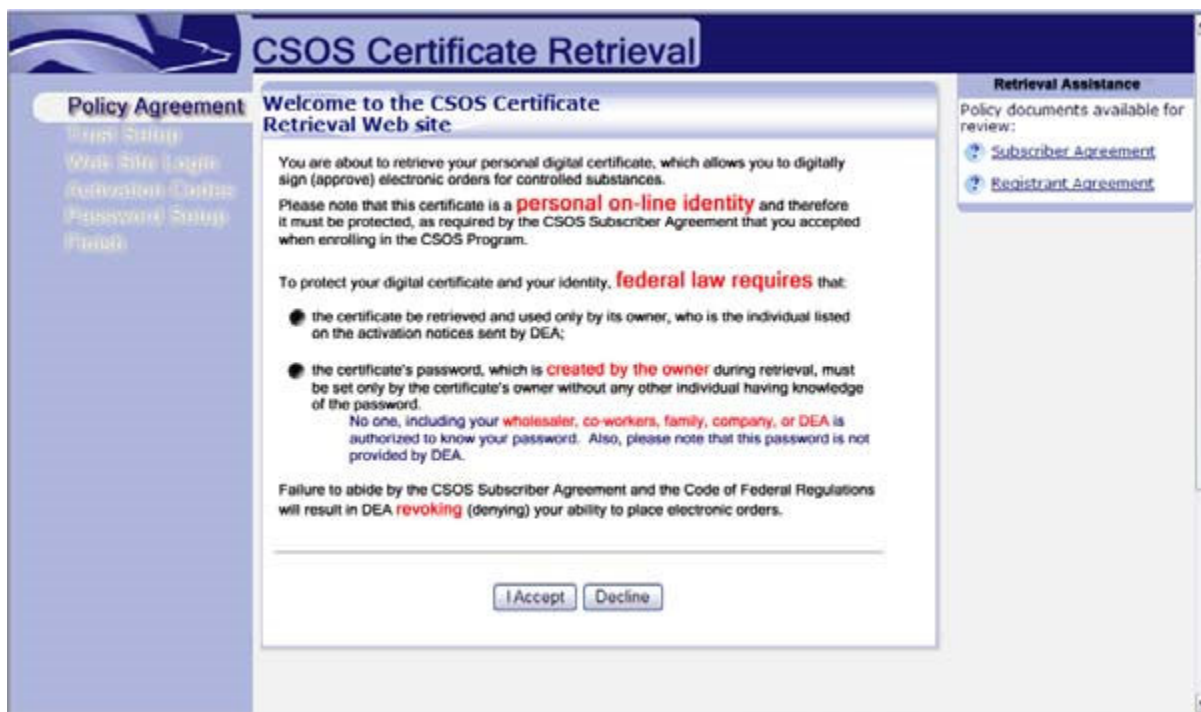 CSOS Certificate Retrieval
Policy Agreement
Trust Setup
Web Site Login
Activation Codes
Password Setup
Finish
Welcome to the CSOS Certificate
Retrieval Web site
You are about to retrieve your personal digital certificate, which allows you to digitally
sign (approve) electronic orders for controlled substances.
Please note that this certificate is a personal on-line identity and therefore
it must be protected, as required by the CSOS Subscriber Agreement that you accepted
when enrolling in the CSOS Program.
To protect your digital certificate and your identity, federal law requires that:
the certificate be retrieved and used only by its owner, who is the individual listed
on the activation notices sent by DEA;
the certificate's password, which is created by the owner during retrieval, must
be set only by the certificate's owner without any other individual having knowledge
of the password.
No one, including your wholesaler, co-workers, family, company, or DEA is
authorized to know your password. Also, please note that this password is not
provided by DEA.
Failure to abide by the CSOS Subscriber Agreement and the Code of Federal Regulations
will result in DEA revoking (denying) your ability to place electronic orders.
I Accept Decline
Retrieval Assistance
Policy documents available for
review:
? Subscriber Agreement
? Registrant Agreement